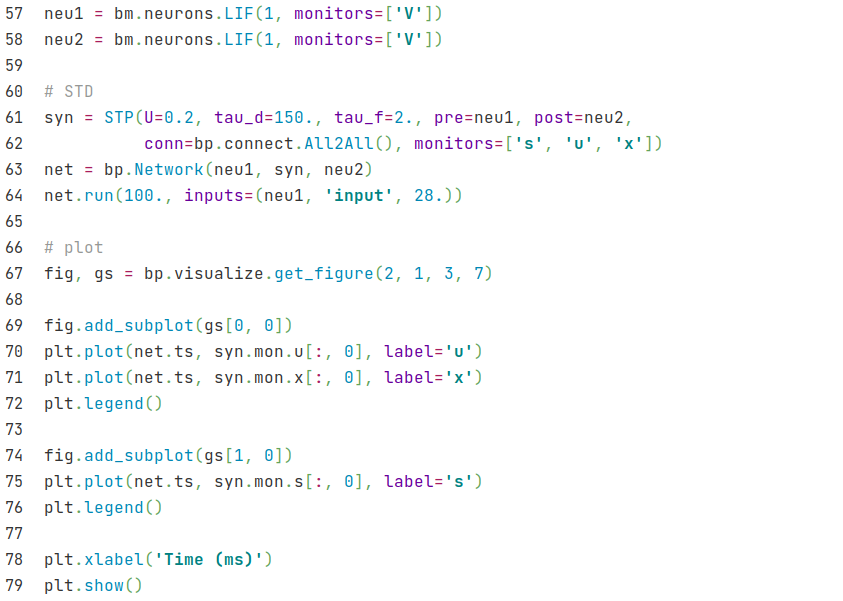 57 neu1 = bm.neurons.LIF(1, monitors=['V'])
58 neu2 = bm.neurons.LIF(1, monitors=['V'])
59
60 # STD
61 syn = STP(U=0.2, tau_d=150., tau_f=2., pre=neu1, post=neu2,
62           conn=bp.connect.All2All(), monitors=['s', 'u', 'x'])
63 net = bp.Network(neu1, syn, neu2)
64 net.run(100., inputs=(neu1, 'input', 28.))
65
66 # plot
67 fig, gs = bp.visualize.get_figure(2, 1, 3, 7)
68
69 fig.add_subplot(gs[0, 0])
70 plt.plot(net.ts, syn.mon.u[:, 0], label='u')
71 plt.plot(net.ts, syn.mon.x[:, 0], label='x')
72 plt.legend()
73
74 fig.add_subplot(gs[1, 0])
75 plt.plot(net.ts, syn.mon.s[:, 0], label='s')
76 plt.legend()
77
78 plt.xlabel('Time (ms)')
79 plt.show()